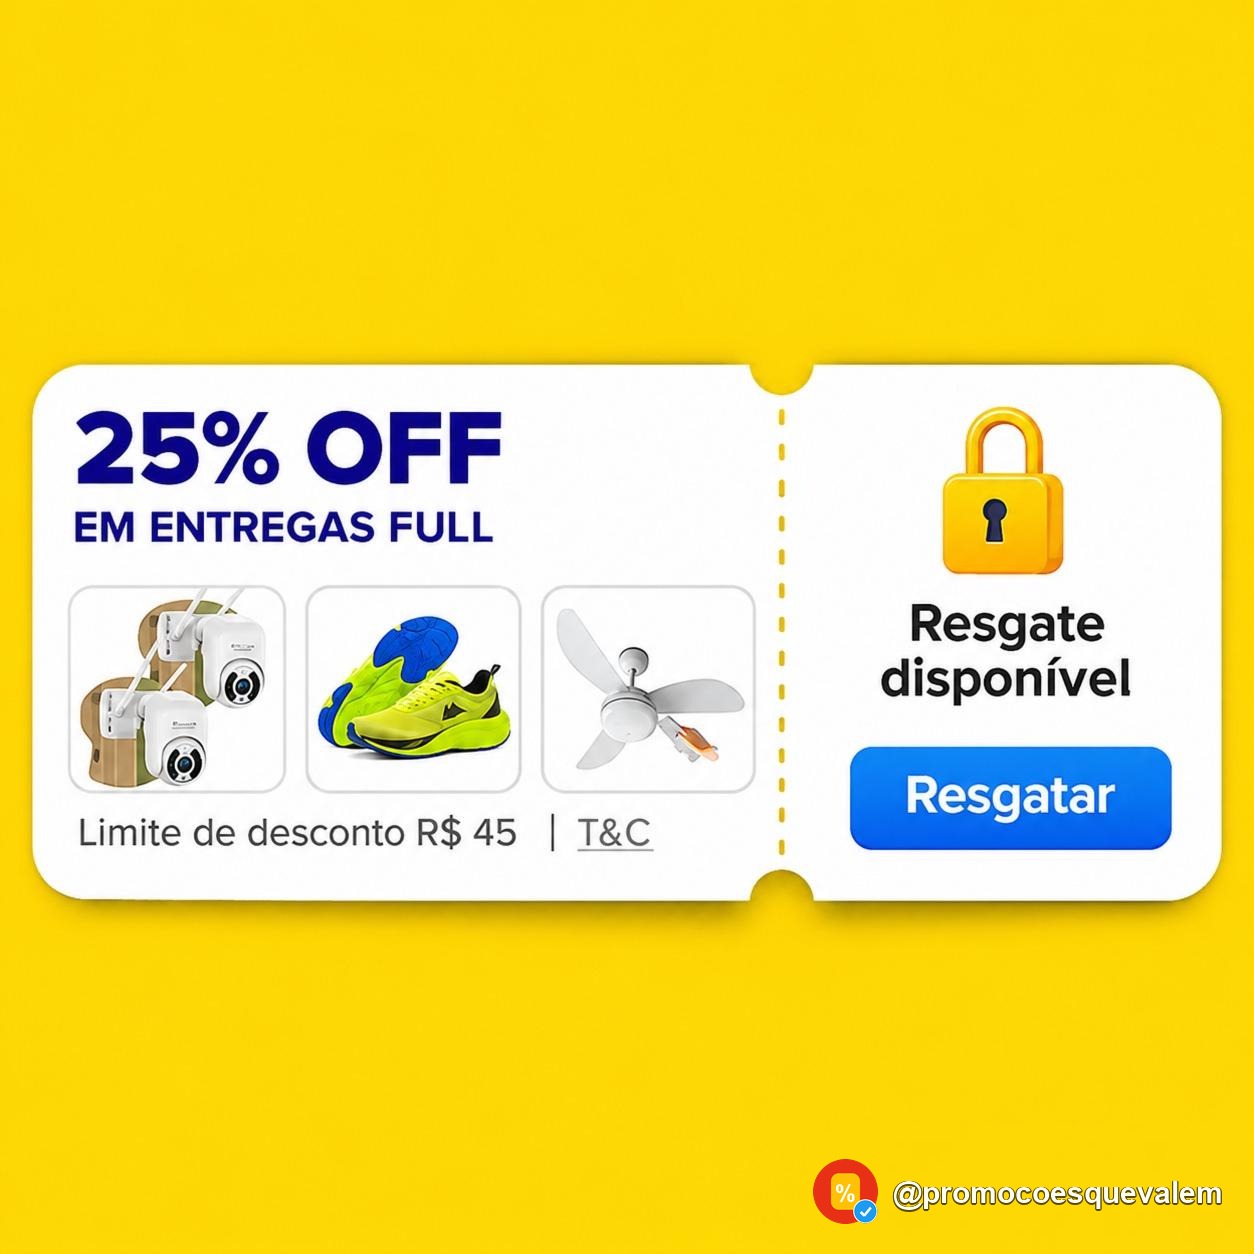 25% OFF
EM ENTREGAS FULL
Limite de desconto R$ 45 | T&C
Resgate
disponível
Resgatar
%
@promocoesquevalem